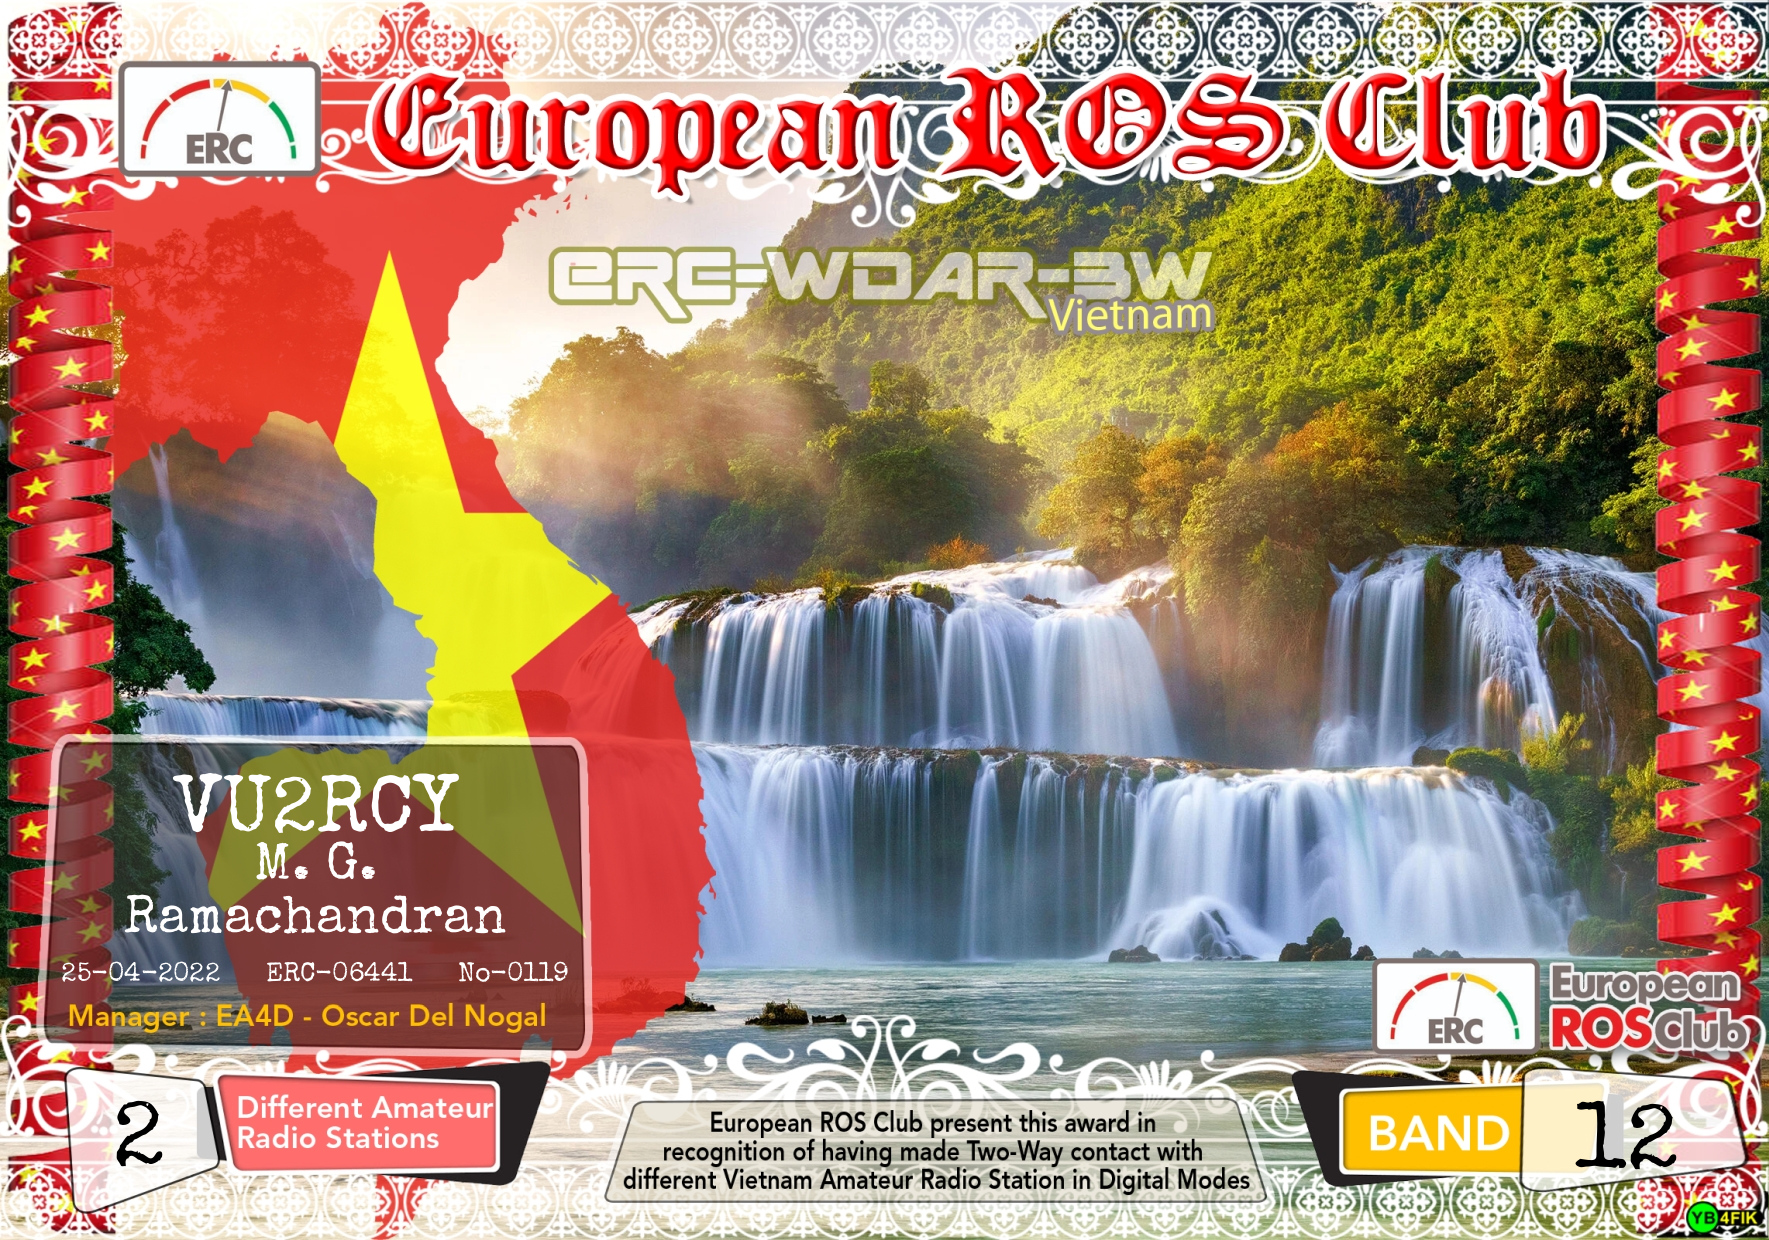 ERC
European ROS Club
ERC-WDAR-3W
Vietnam
VU2RCY
M. G.
Ramachandran
25-04-2022 ERC-06441 No-0119
Manager : EA4D - Oscar Del Nogal
ERC
European
ROSClub
2
Different Amateur
Radio Stations
European ROS Club present this award in
recognition of having made Two-Way contact with
different Vietnam Amateur Radio Station in Digital Modes
BAND
12
YB4FIK